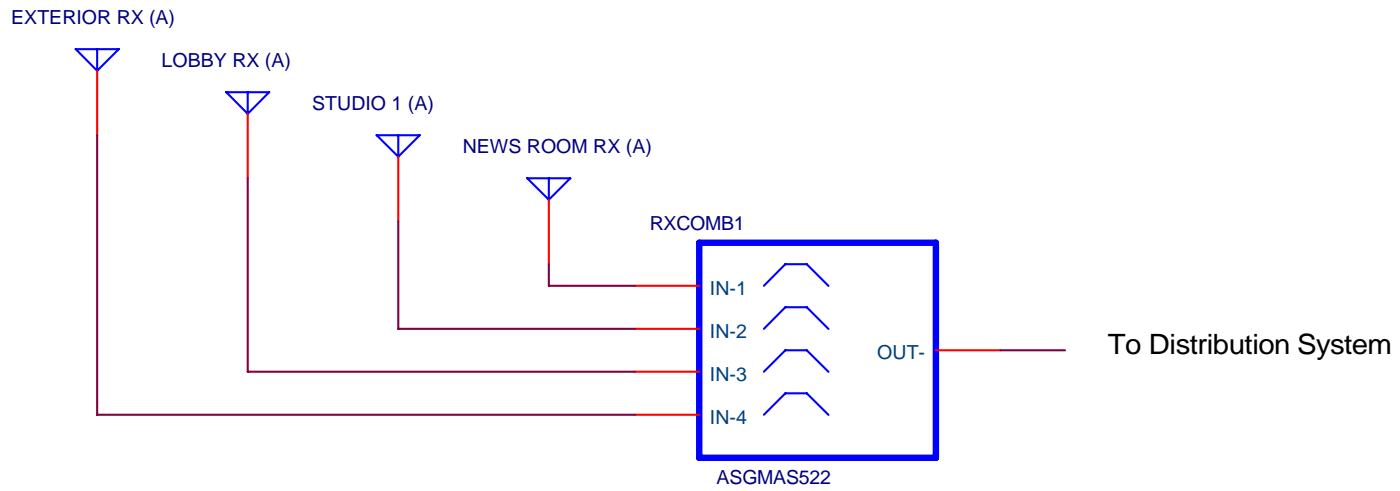 EXTERIOR RX (A)
LOBBY RX (A)
STUDIO 1 (A)
NEWS ROOM RX (A)
RXCOMB1
IN-1
IN-2
IN-3
IN-4
OUT-
To Distribution System
ASGMAS522